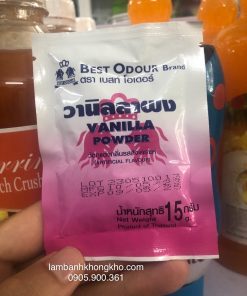 BEST ODOUR Brand
ตรา เบสท์ โอเดอร์
วานิลลาผง
VANILLA
POWDER
(ARTIFICIAL FLAVOUR)
น้ำหนักสุทธิ 15 กรัม
Net Weight g.
Product of Thailand
lambanhkhongkho.com
0905.900.361